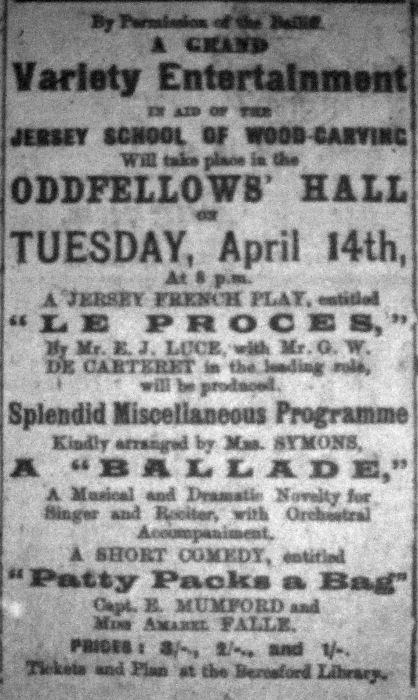 By Permission of the Bailiff.
A GRAND
Variety Entertainment
IN AID OF THE
JERSEY SCHOOL OF WOOD-CARVING
Will take place in the
ODDFELLOWS' HALL
ON
TUESDAY, April 14th,
At 8 p.m.
A JERSEY FRENCH PLAY, entitled
"LE PROCES,"
By Mr. E. J. LUCE, with Mr. G. W.
DE CARTERET in the leading role,
will be produced.
Splendid Miscellaneous Programme
Kindly arranged by Mrs. SYMONS,
A "BALLADE,"
A Musical and Dramatic Novelty for
Singer and Reciter, with Orchestral
Accompaniment.
A SHORT COMEDY, entitled
"Patty Packs a Bag"
Capt. E. MUMFORD and
Miss AMABEL FALLE.
PRICES: 3/-, 2/-, and 1/-.
Tickets and Plan at the Beresford Library.